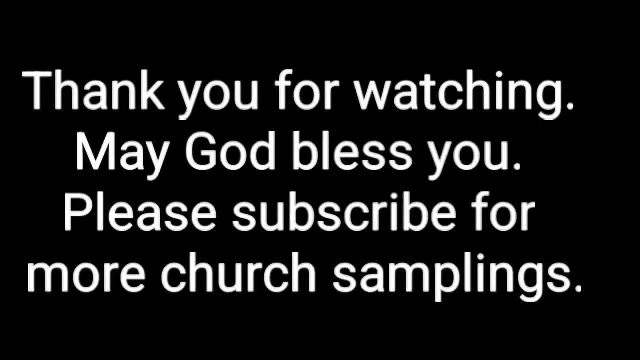 Thank you for watching.
May God bless you.
Please subscribe for
more church samplings.